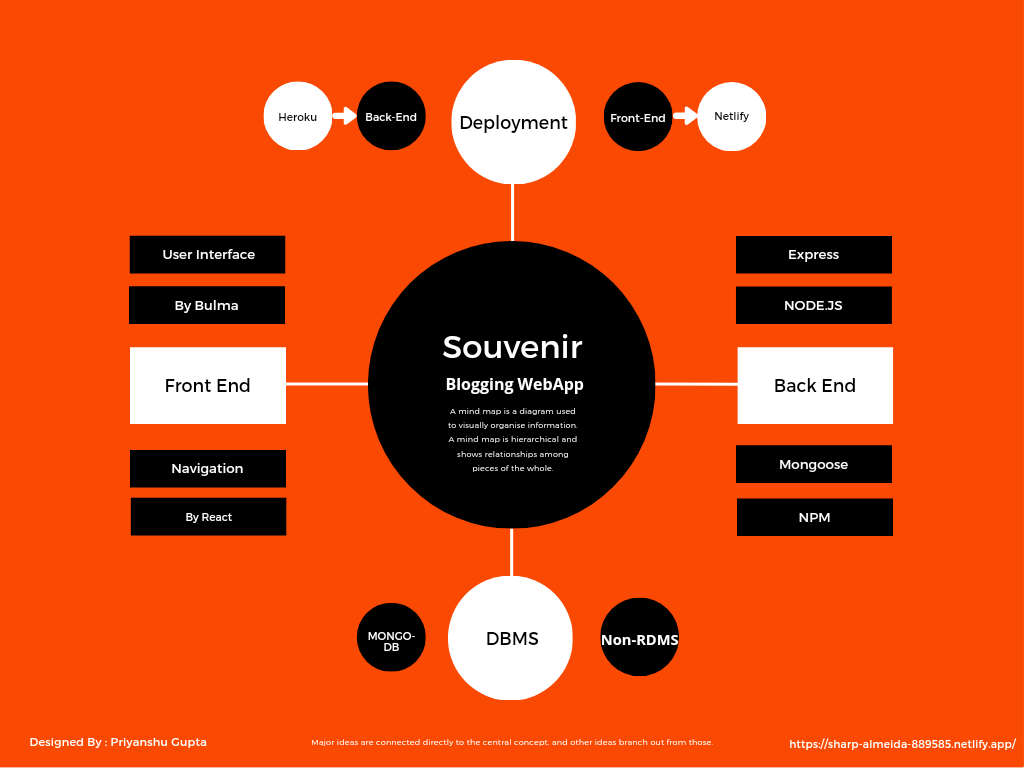 Heroku
Back-End
Deployment
Front-End
Netlify
User Interface
By Bulma
Front End
Navigation
By React
Souvenir
Blogging WebApp
A mind map is a diagram used
to visually organise information.
A mind map is hierarchical and
shows relationships among
pieces of the whole.
Express
NODE.JS
Back End
Mongoose
NPM
MONGO-
DB
DBMS
Non-RDMS
Designed By : Priyanshu Gupta
Major ideas are connected directly to the central concept, and other ideas branch out from those.
https://sharp-almeida-889585.netlify.app/